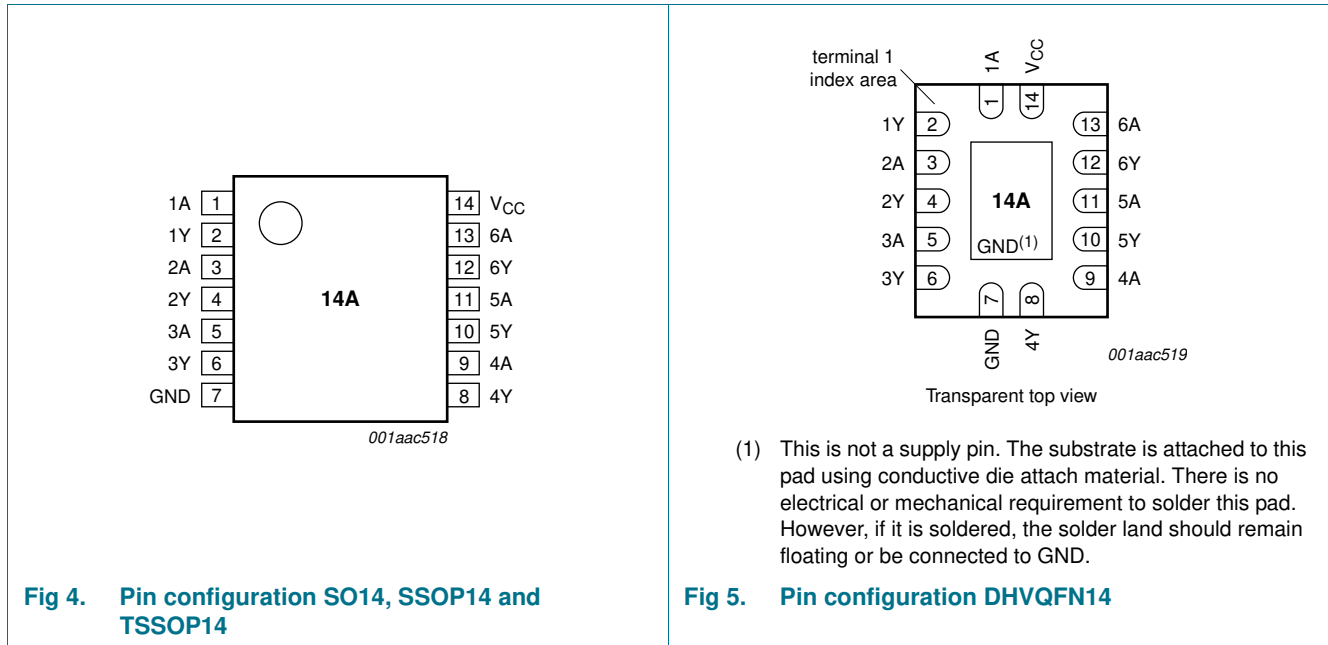 1A 1
1Y 2
2A 3
2Y 4
3A 5
3Y 6
GND 7
14A
14 VCC
13 6A
12 6Y
11 5A
10 5Y
9 4A
8 4Y
001aac518
Fig 4. Pin configuration SO14, SSOP14 and
TSSOP14
terminal 1
index area
1A
VCC
1
14
1Y 2
2A 3
2Y 4
3A 5
3Y 6
14A
GND(1)
13 6A
12 6Y
11 5A
10 5Y
9 4A
7
8
GND
4Y
001aac519
Transparent top view
(1) This is not a supply pin. The substrate is attached to this
pad using conductive die attach material. There is no
electrical or mechanical requirement to solder this pad.
However, if it is soldered, the solder land should remain
floating or be connected to GND.
Fig 5. Pin configuration DHVQFN14